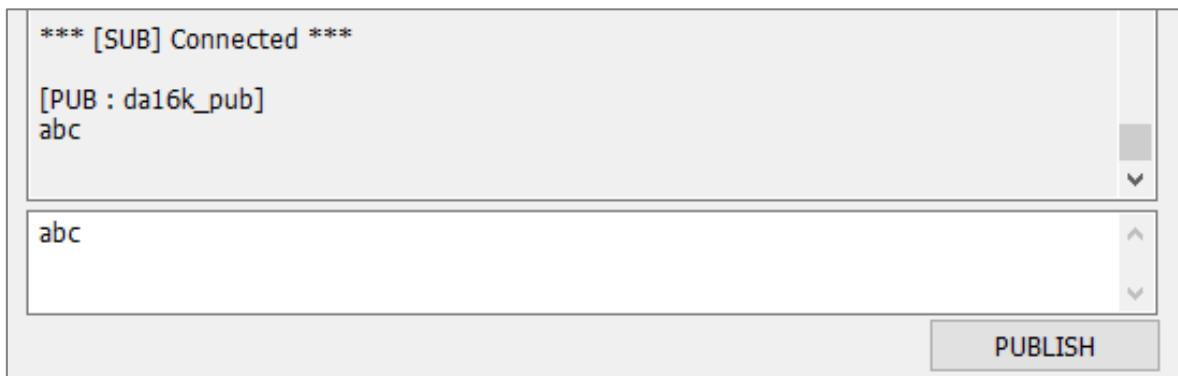 *** [SUB] Connected ***
[PUB : da16k_pub]
abc
abc
PUBLISH